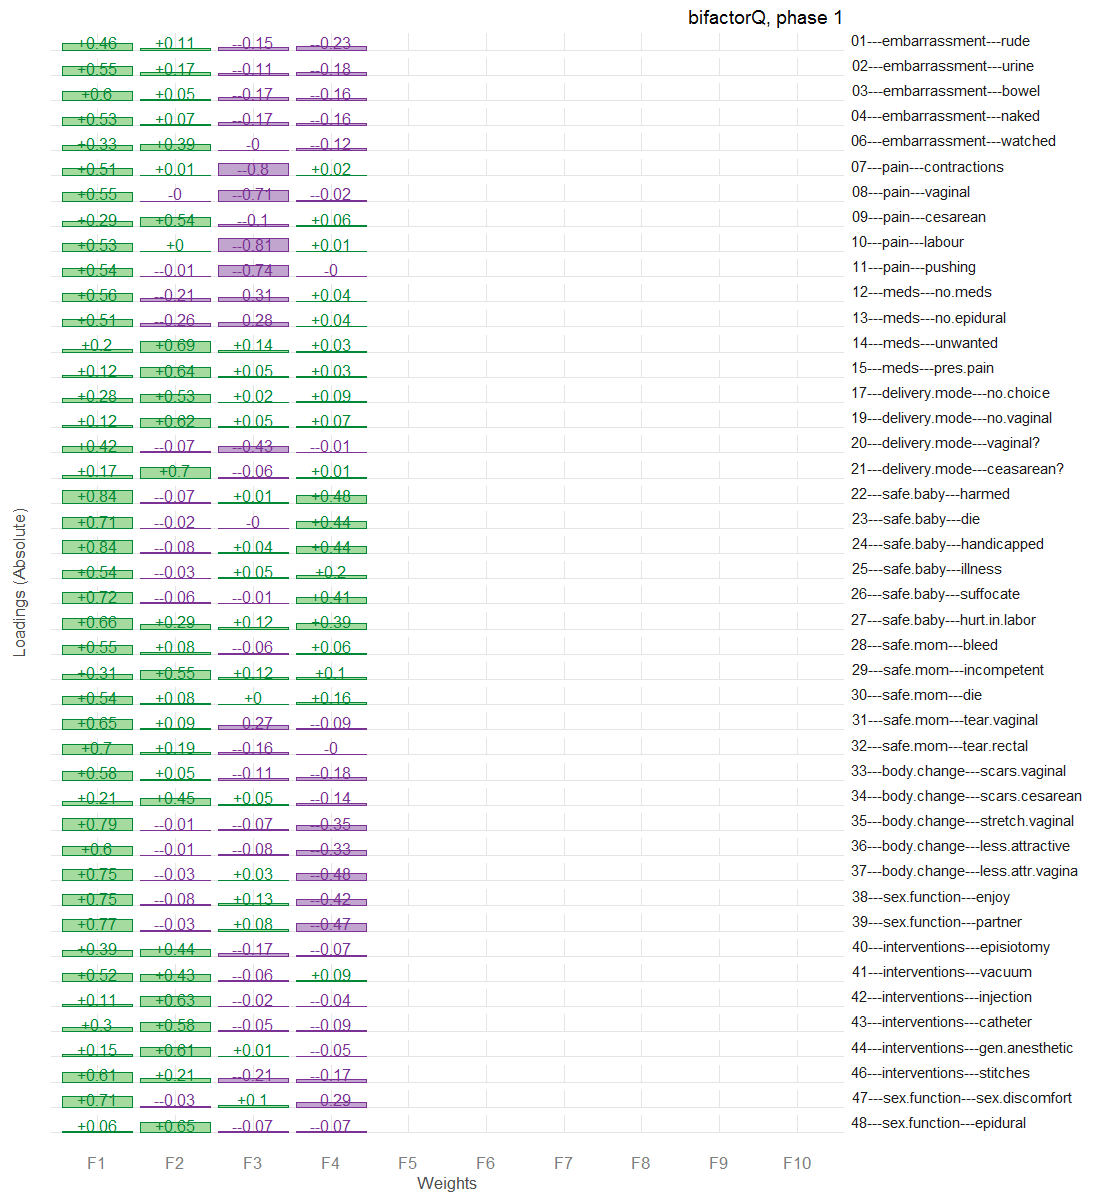 bifactorQ, phase 1
+0.46 +0.11 --0.15 --0.23 01---embarrassment---rude
+0.55 +0.17 --0.11 --0.18 02---embarrassment---urine
+0.6 +0.05 --0.17 --0.16 03---embarrassment---bowel
+0.53 +0.07 --0.17 --0.16 04---embarrassment---naked
+0.33 +0.39 -0 --0.12 06---embarrassment---watched
+0.51 +0.01 --0.8 +0.02 07---pain---contractions
+0.55 -0 --0.71 --0.02 08---pain---vaginal
+0.29 +0.54 --0.1 +0.06 09---pain---cesarean
+0.53 +0 --0.81 +0.01 10---pain---labour
+0.54 --0.01 --0.74 -0 11---pain---pushing
+0.56 --0.21 --0.31 +0.04 12---meds---no.meds
+0.51 --0.26 --0.28 +0.04 13---meds---no.epidural
+0.2 +0.69 +0.14 +0.03 14---meds---unwanted
+0.12 +0.64 +0.05 +0.03 15---meds---pres.pain
+0.28 +0.53 +0.02 +0.09 17---delivery.mode---no.choice
+0.12 +0.62 +0.05 +0.07 19---delivery.mode---no.vaginal
+0.42 --0.07 --0.43 --0.01 20---delivery.mode---vaginal?
+0.17 +0.7 --0.06 +0.01 21---delivery.mode---ceasarean?
+0.84 --0.07 +0.01 +0.48 22---safe.baby---harmed
+0.71 --0.02 -0 +0.44 23---safe.baby---die
+0.84 --0.08 +0.04 +0.44 24---safe.baby---handicapped
+0.54 --0.03 +0.05 +0.2 25---safe.baby---illness
+0.72 --0.06 --0.01 +0.41 26---safe.baby---suffocate
+0.66 +0.29 +0.12 +0.39 27---safe.baby---hurt.in.labor
+0.55 +0.08 --0.06 +0.06 28---safe.mom---bleed
+0.31 +0.55 +0.12 +0.1 29---safe.mom---incompetent
+0.54 +0.08 +0 +0.16 30---safe.mom---die
+0.65 +0.09 --0.27 --0.09 31---safe.mom---tear.vaginal
+0.7 +0.19 --0.16 -0 32---safe.mom---tear.rectal
+0.58 +0.05 --0.11 --0.18 33---body.change---scars.vaginal
+0.21 +0.45 +0.05 --0.14 34---body.change---scars.cesarean
+0.79 --0.01 --0.07 --0.35 35---body.change---stretch.vaginal
+0.6 --0.01 --0.08 --0.33 36---body.change---less.attractive
+0.75 --0.03 +0.03 --0.48 37---body.change---less.attr.vagina
+0.75 --0.08 +0.13 --0.42 38---sex.function---enjoy
+0.77 --0.03 +0.08 --0.47 39---sex.function---partner
+0.39 +0.44 --0.17 --0.07 40---interventions---episiotomy
+0.52 +0.43 --0.06 +0.09 41---interventions---vacuum
+0.11 +0.63 --0.02 --0.04 42---interventions---injection
+0.3 +0.58 --0.05 --0.09 43---interventions---catheter
+0.15 +0.61 +0.01 --0.05 44---interventions---gen.anesthetic
+0.61 +0.21 --0.21 --0.17 46---interventions---stitches
+0.71 --0.03 +0.1 --0.29 47---sex.function---sex.discomfort
+0.06 +0.65 --0.07 --0.07 48---sex.function---epidural
Loadings (Absolute)
F1 F2 F3 F4 F5 F6 F7 F8 F9 F10
Weights